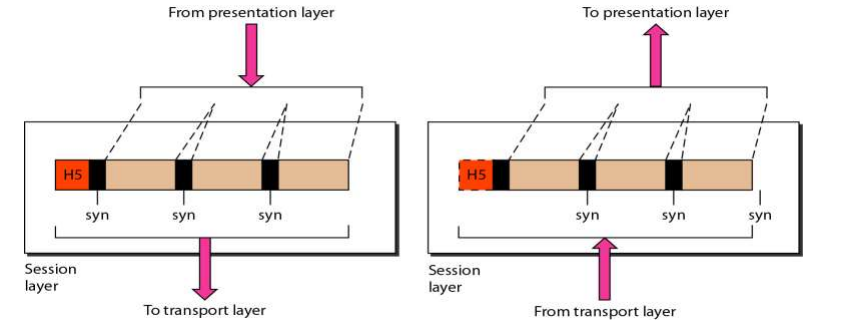 From presentation layer
To presentation layer
H5
H5
syn
syn
syn
syn
syn
syn
Session
layer
Session
layer
To transport layer
From transport layer